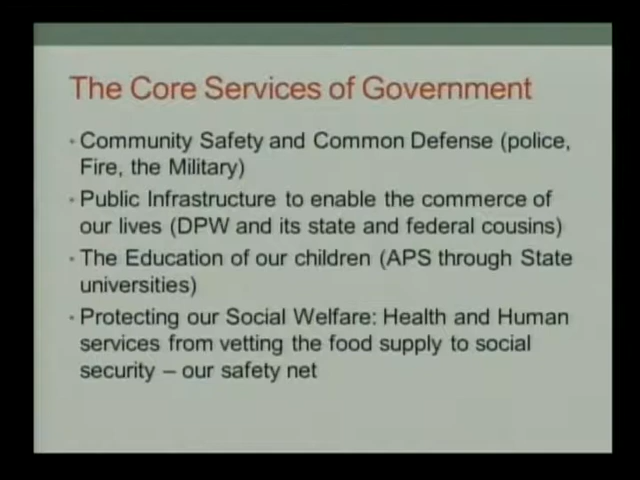 The Core Services of Government
• Community Safety and Common Defense (police,
Fire, the Military)
• Public Infrastructure to enable the commerce of
our lives (DPW and its state and federal cousins)
• The Education of our children (APS through State
universities)
• Protecting our Social Welfare: Health and Human
services from vetting the food supply to social
security – our safety net